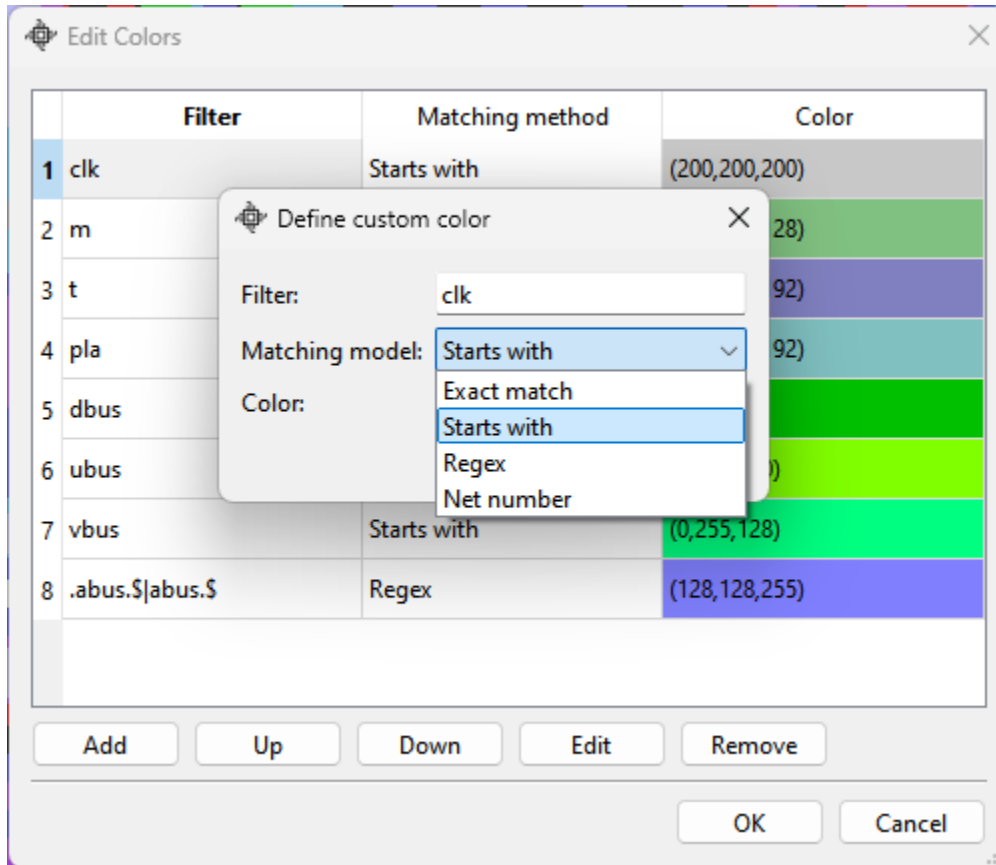 Edit Colors
Filter Matching method Color
1 clk Starts with (200,200,200)
Define custom color
2 m 28)
3 t 92)
Filter: clk
4 pla 92)
Matching model: Starts with
Exact match
5 dbus
Color:
Starts with
6 ubus )
Regex
Net number
7 vbus Starts with (0,255,128)
8 .abus.$|abus.$ Regex (128,128,255)
Add Up Down Edit Remove
OK Cancel